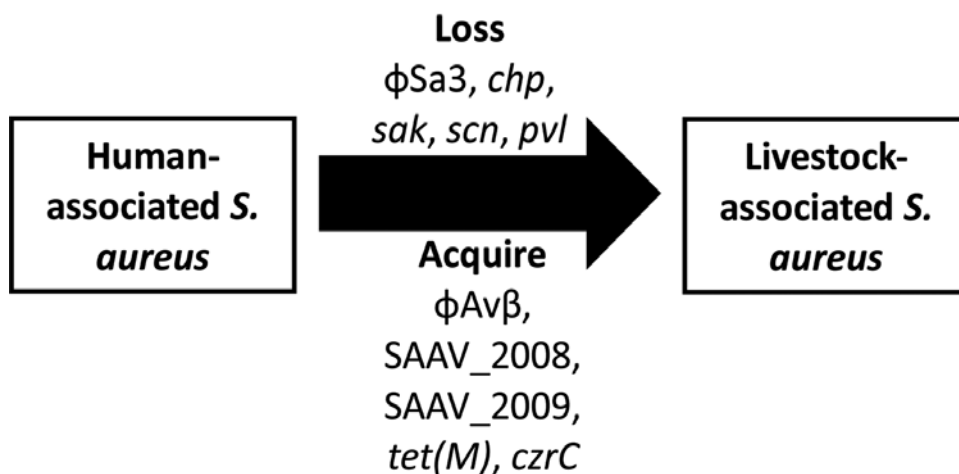 Loss
ϕSa3, chp,
sak, scn, pvl
Human-
associated S.
aureus
Livestock-
associated S.
aureus
Acquire
ϕAvβ,
SAAV_2008,
SAAV_2009,
tet(M), czrC